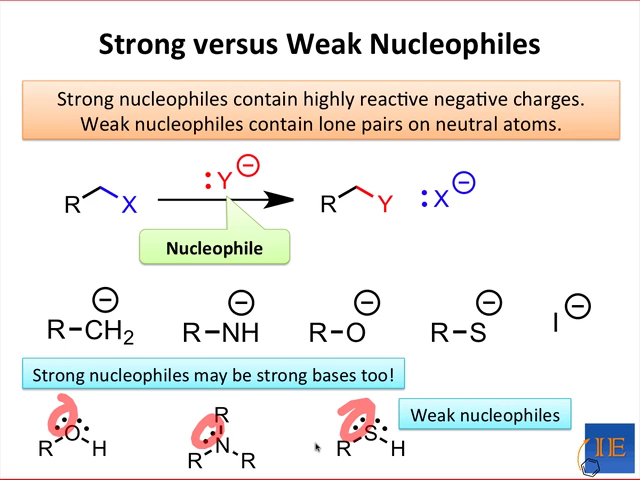 Strong versus Weak Nucleophiles
Strong nucleophiles contain highly reactive negative charges.
Weak nucleophiles contain lone pairs on neutral atoms.
R X :Y⊖ R Y :X⊖
Nucleophile
R–CH₂⊖ R–NH⊖ R–O⊖ R–S⊖ I⊖
Strong nucleophiles may be strong bases too!
Weak nucleophiles
R O H
R N R R
R S H
IE